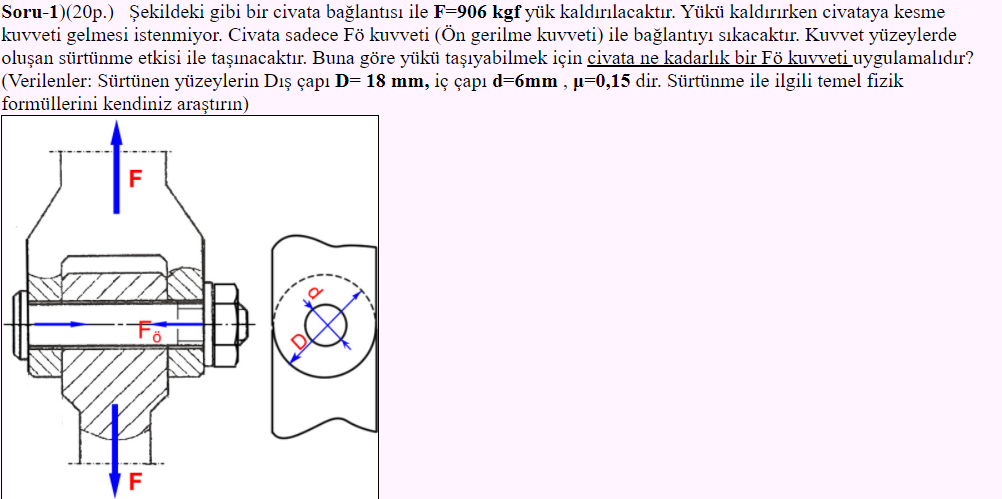 Soru-1)(20p.) Şekildeki gibi bir civata bağlantısı ile F=906 kgf yük kaldırılacaktır. Yükü kaldırırken civataya kesme
kuvveti gelmesi istenmiyor. Civata sadece Fö kuvveti (Ön gerilme kuvveti) ile bağlantıyı sıkacaktır. Kuvvet yüzeylerde
oluşan sürtünme etkisi ile taşınacaktır. Buna göre yükü taşıyabilmek için civata ne kadarlık bir Fö kuvveti uygulamalıdır?
(Verilenler: Sürtünen yüzeylerin Dış çapı D= 18 mm, iç çapı d=6mm , μ=0,15 dir. Sürtünme ile ilgili temel fizik
formüllerini kendiniz araştırın)
F
d
D
Fö
F